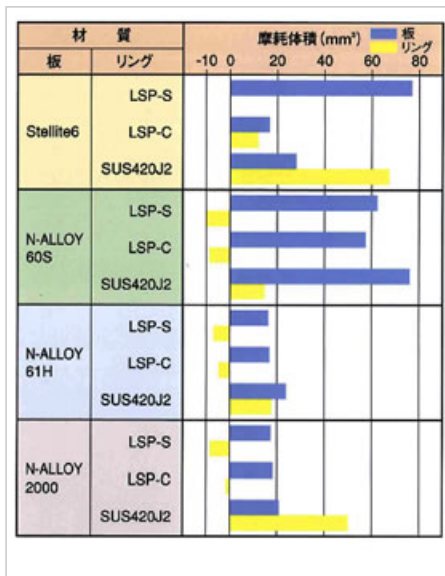 材 質
摩耗体積(mm³)
板
リング
板
リング
-10 0 20 40 60 80
Stellite6
LSP-S
LSP-C
SUS420J2
N-ALLOY
60S
LSP-S
LSP-C
SUS420J2
N-ALLOY
61H
LSP-S
LSP-C
SUS420J2
N-ALLOY
2000
LSP-S
LSP-C
SUS420J2